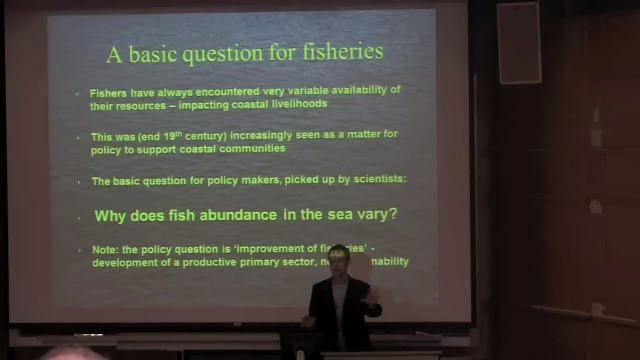 A basic question for fisheries
Fishers have always encountered very variable availability of
their resources – impacting coastal livelihoods
This was (end 19th century) increasingly seen as a matter for
policy to support coastal communities
The basic question for policy makers, picked up by scientists:
Why does fish abundance in the sea vary?
Note: the policy question is ‘improvement of fisheries’ -
development of a productive primary sector,